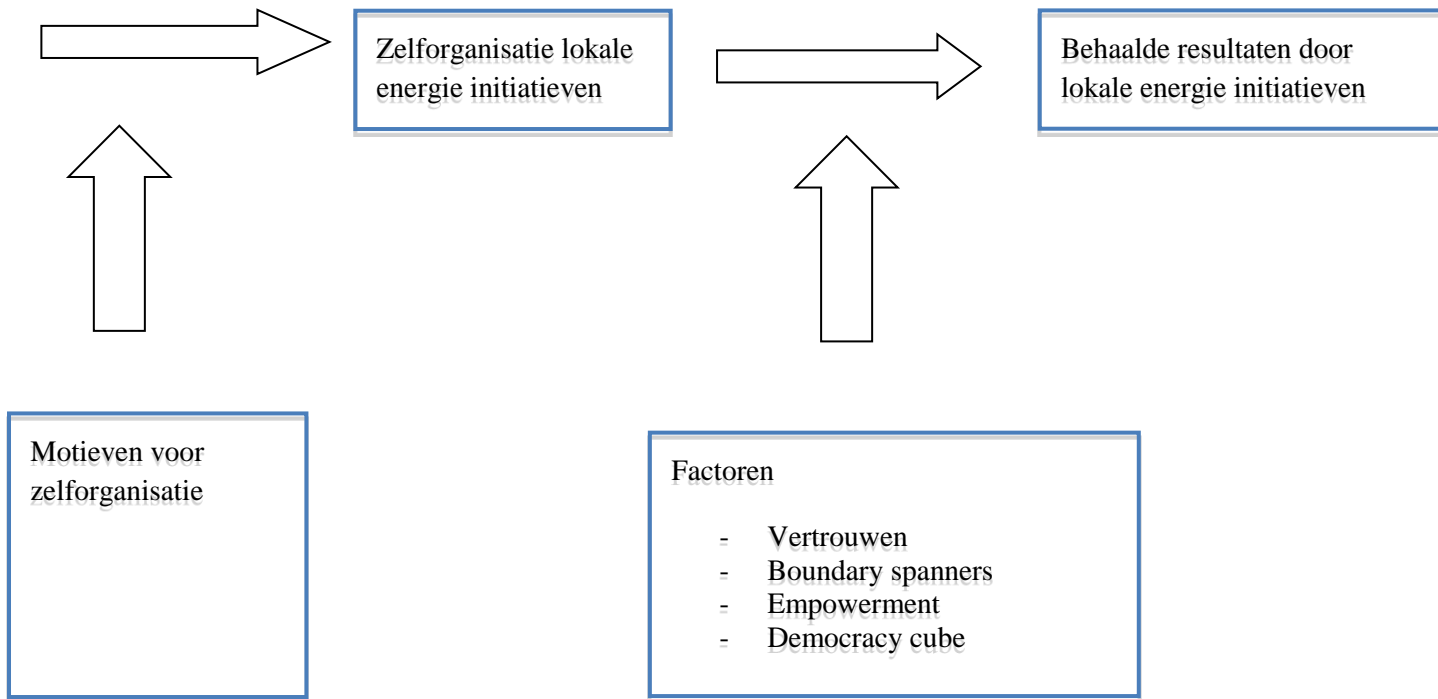 Zelforganisatie lokale
energie initiatieven
Behaalde resultaten door
lokale energie initiatieven
Motieven voor
zelforganisatie
Factoren
- Vertrouwen
- Boundary spanners
- Empowerment
- Democracy cube